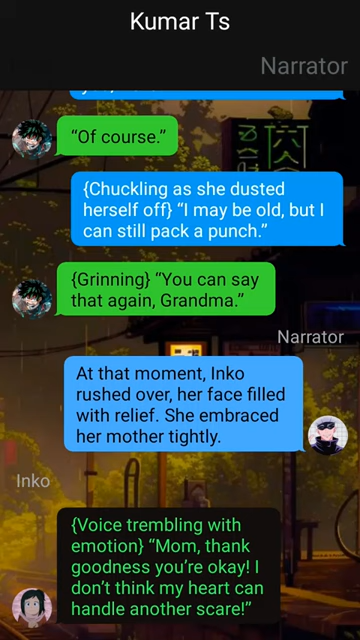 Kumar Ts
Narrator
“Of course.”
{Chuckling as she dusted
herself off} “I may be old, but I
can still pack a punch.”
{Grinning} “You can say
that again, Grandma.”
Narrator
At that moment, Inko
rushed over, her face filled
with relief. She embraced
her mother tightly.
Inko
{Voice trembling with
emotion} “Mom, thank
goodness you’re okay! I
don’t think my heart can
handle another scare!”